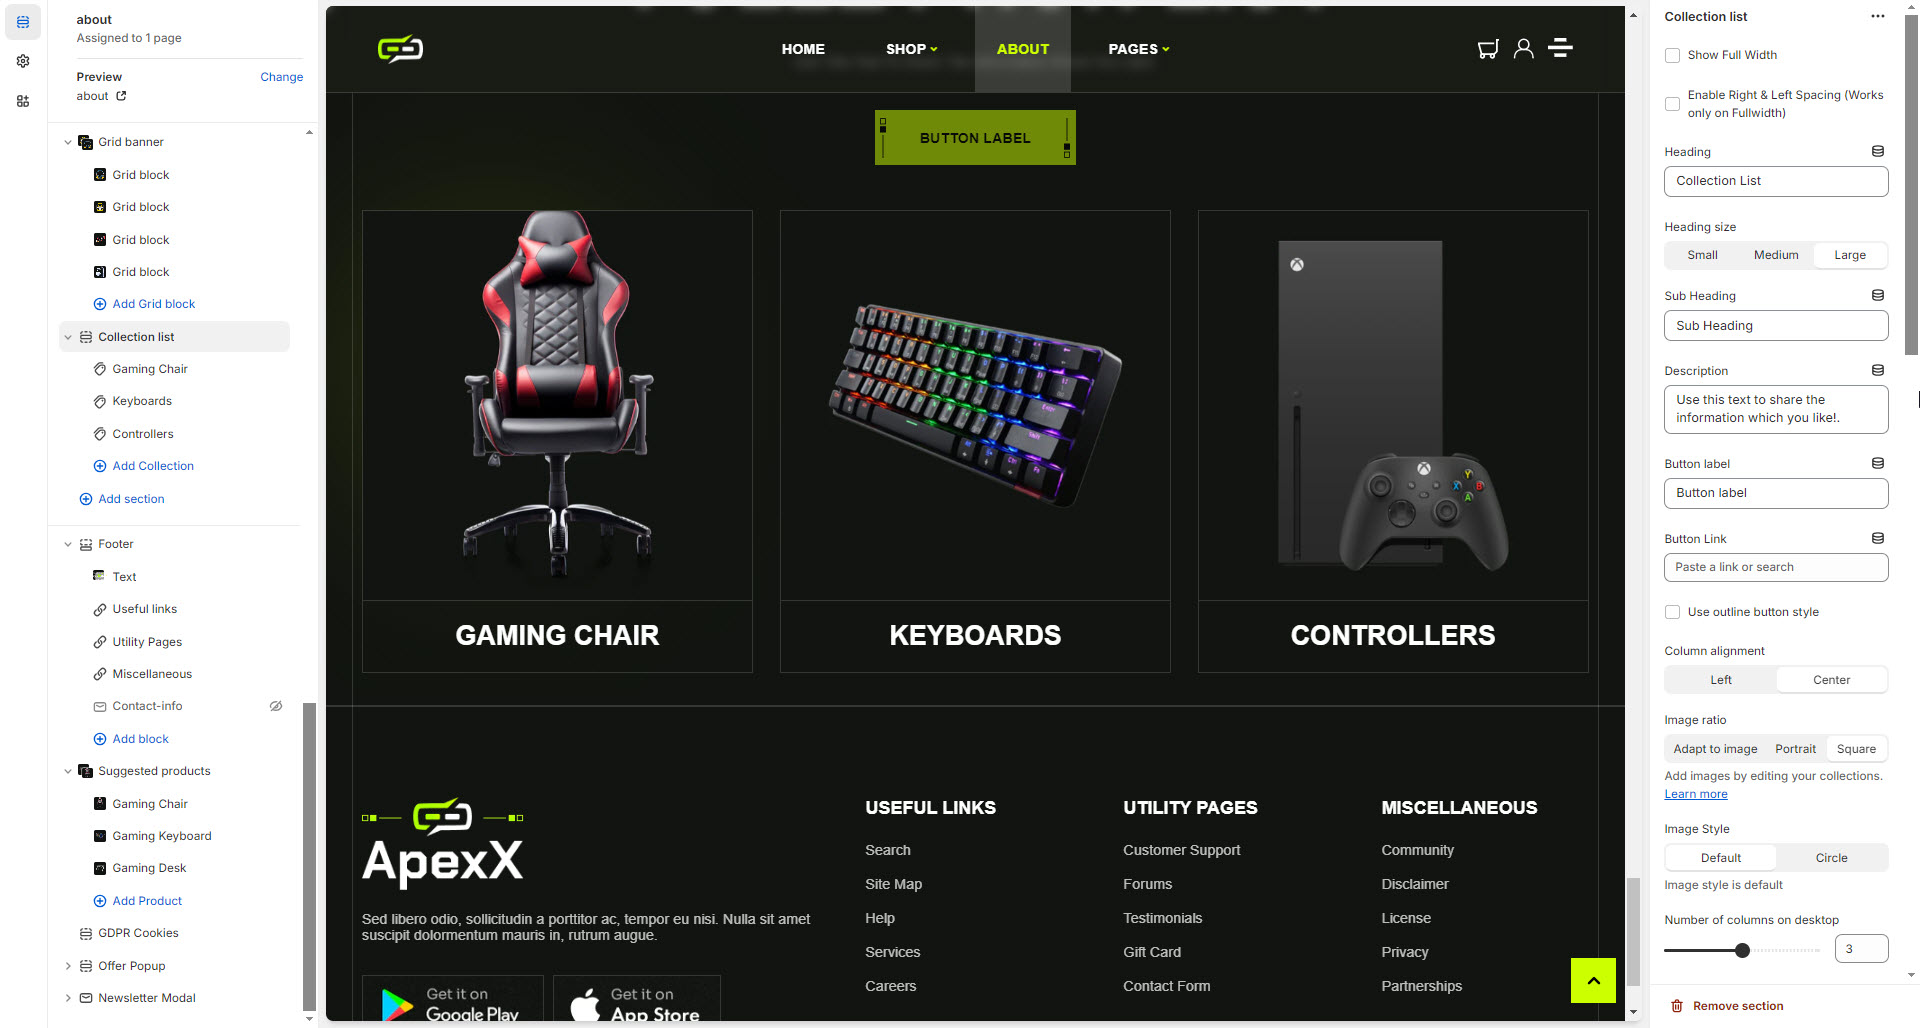 about
Assigned to 1 page
Preview
Change
about
Grid banner
Grid block
Grid block
Grid block
Grid block
Add Grid block
Collection list
Gaming Chair
Keyboards
Controllers
Add Collection
Add section
Footer
Text
Useful links
Utility Pages
Miscellaneous
Contact-info
Add block
Suggested products
Gaming Chair
Gaming Keyboard
Gaming Desk
Add Product
GDPR Cookies
Offer Popup
Newsletter Modal
HOME
SHOP
ABOUT
PAGES
BUTTON LABEL
GAMING CHAIR
KEYBOARDS
CONTROLLERS
ApexX
Sed libero odio, sollicitudin a porttitor ac, tempor eu nisi. Nulla sit amet
suscipit dolormentum mauris in, rutrum augue.
Get it on
Google Play
Get it on
App Store
USEFUL LINKS
Search
Site Map
Help
Services
Careers
UTILITY PAGES
Customer Support
Forums
Testimonials
Gift Card
Contact Form
MISCELLANEOUS
Community
Disclaimer
License
Privacy
Partnerships
Collection list
Show Full Width
Enable Right & Left Spacing (Works
only on Fullwidth)
Heading
Collection List
Heading size
Small Medium Large
Sub Heading
Sub Heading
Description
Use this text to share the
information which you like!.
Button label
Button label
Button Link
Paste a link or search
Use outline button style
Column alignment
Left Center
Image ratio
Adapt to image Portrait Square
Add images by editing your collections.
Learn more
Image Style
Default Circle
Image style is default
Number of columns on desktop
3
Remove section